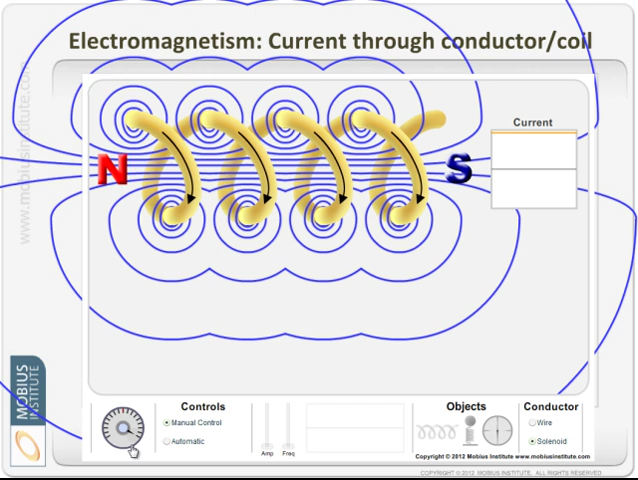 Electromagnetism: Current through conductor/coil
www.mobiusinstitute.com
Current
N
S
MOBIUS
INSTITUTE
Controls
Manual Control
Automatic
Amp
Freq
Objects
Conductor
Wire
Solenoid
Copyright © 2012 Mobius Institute www.mobiusinstitute.com
COPYRIGHT © 2012 MOBIUS INSTITUTE. ALL RIGHTS RESERVED